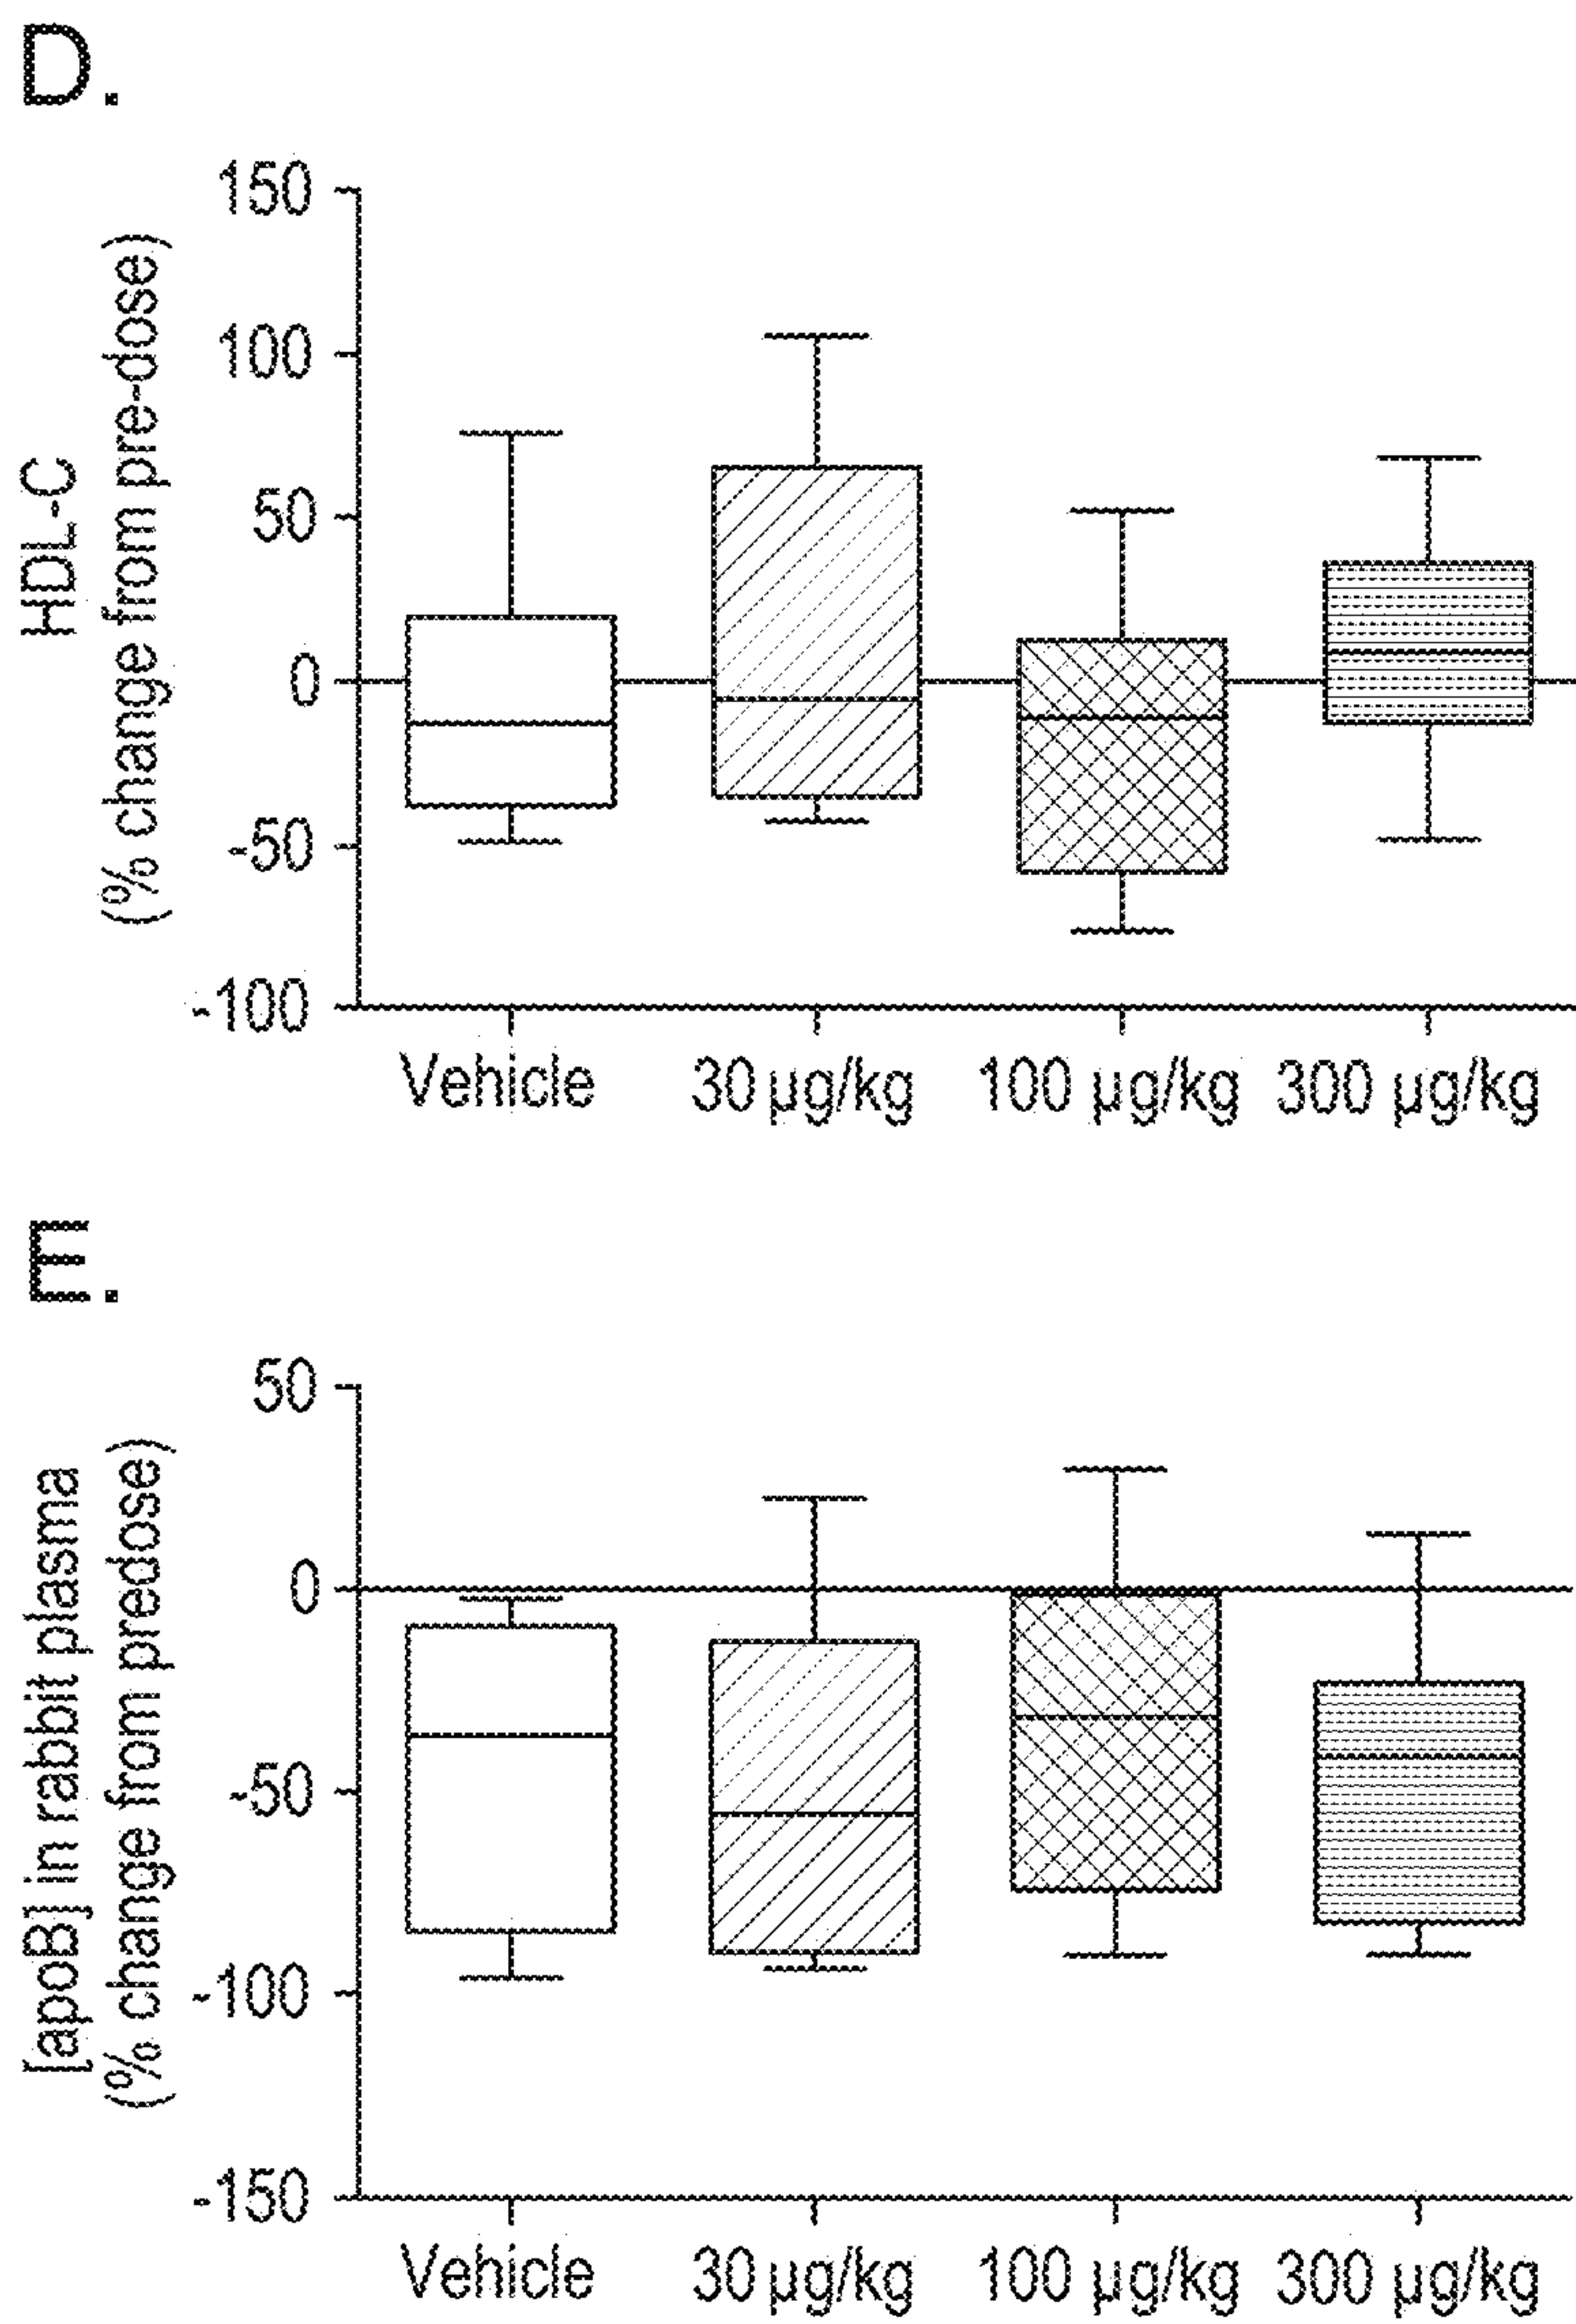 D.
HDL-C
(% change from pre-dose)
150
100
50
0
-50
-100
Vehicle 30 µg/kg 100 µg/kg 300 µg/kg
E.
[apoB] in rabbit plasma
(% change from predose)
50
0
-50
-100
-150
Vehicle 30 µg/kg 100 µg/kg 300 µg/kg